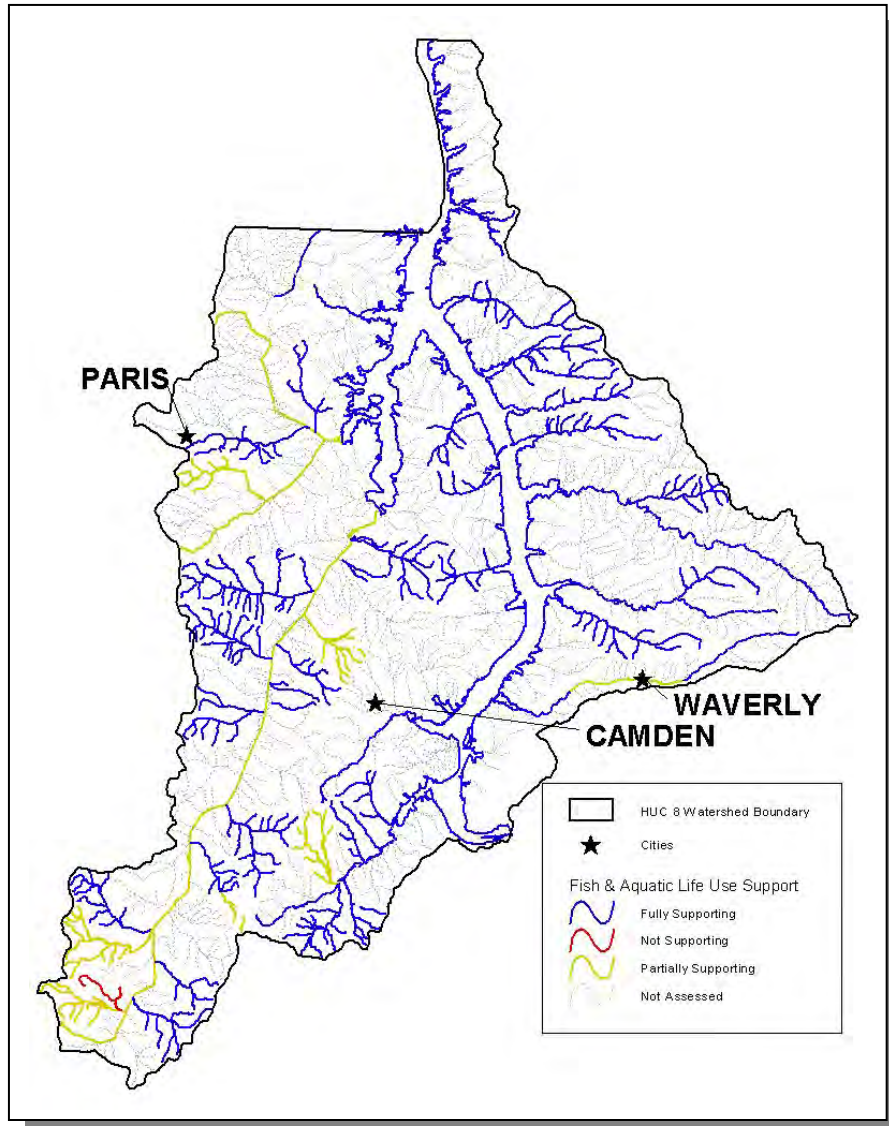 PARIS
WAVERLY
CAMDEN
HUC 8 Watershed Boundary
Cities
Fish & Aquatic Life Use Support
Fully Supporting
Not Supporting
Partially Supporting
Not Assessed